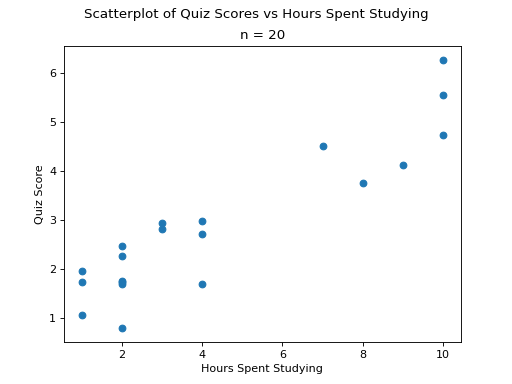 Scatterplot of Quiz Scores vs Hours Spent Studying
n = 20
6
5
4
3
2
1
Quiz Score
2 4 6 8 10
Hours Spent Studying